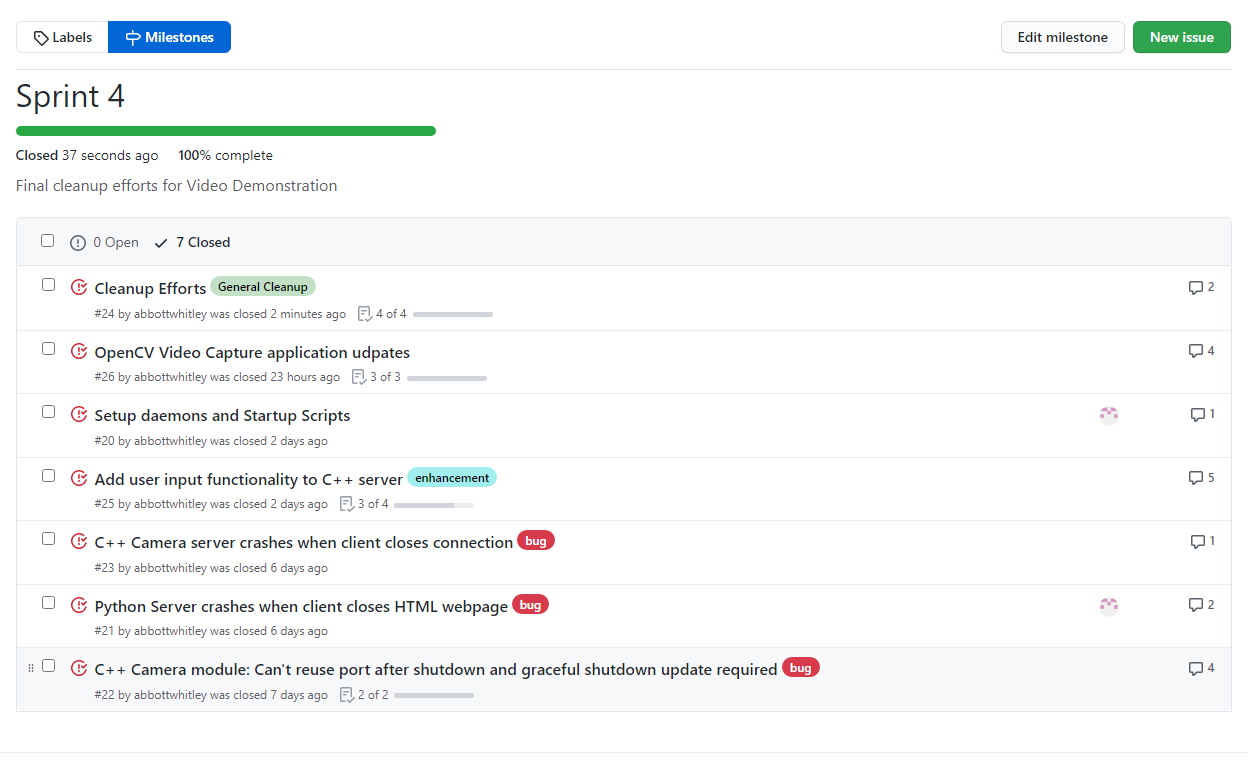 Labels Milestones Edit milestone New issue
Sprint 4
Closed 37 seconds ago 100% complete
Final cleanup efforts for Video Demonstration
0 Open 7 Closed
Cleanup Efforts General Cleanup 2
#24 by abbottwhitley was closed 2 minutes ago 4 of 4
OpenCV Video Capture application udpates 4
#26 by abbottwhitley was closed 23 hours ago 3 of 3
Setup daemons and Startup Scripts 1
#20 by abbottwhitley was closed 2 days ago
Add user input functionality to C++ server enhancement 5
#25 by abbottwhitley was closed 2 days ago 3 of 4
C++ Camera server crashes when client closes connection bug 1
#23 by abbottwhitley was closed 6 days ago
Python Server crashes when client closes HTML webpage bug 2
#21 by abbottwhitley was closed 6 days ago
C++ Camera module: Can't reuse port after shutdown and graceful shutdown update required bug 4
#22 by abbottwhitley was closed 7 days ago 2 of 2